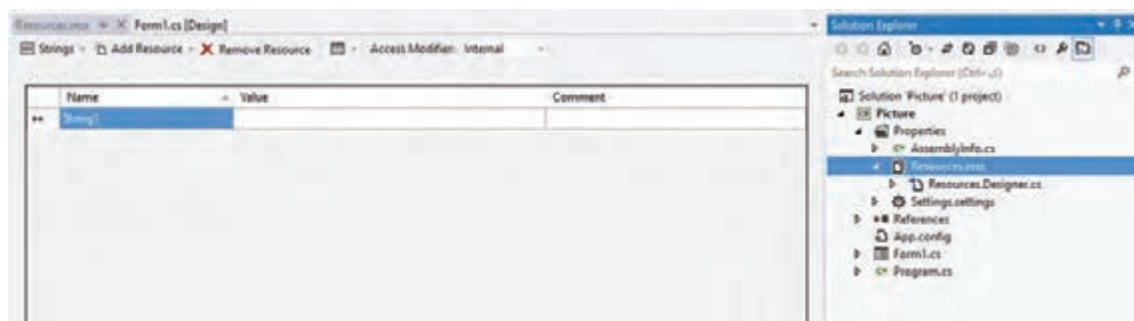 Resources.resx Form1.cs [Design]
Strings Add Resource Remove Resource Access Modifier: Internal
Name Value Comment
String1
Solution Explorer
Search Solution Explorer (Ctrl+;)
Solution 'Picture' (1 project)
Picture
Properties
AssemblyInfo.cs
Resources.resx
Resources.Designer.cs
Settings.settings
References
App.config
Form1.cs
Program.cs